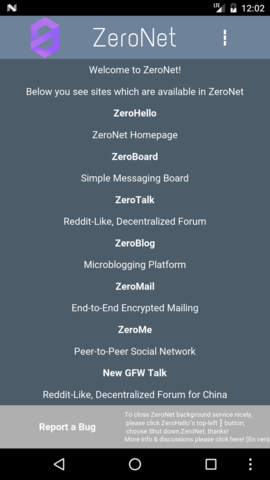 12:02
ZeroNet
Welcome to ZeroNet!
Below you see sites which are available in ZeroNet
ZeroHello
ZeroNet Homepage
ZeroBoard
Simple Messaging Board
ZeroTalk
Reddit-Like, Decentralized Forum
ZeroBlog
Microblogging Platform
ZeroMail
End-to-End Encrypted Mailing
ZeroMe
Peer-to-Peer Social Network
New GFW Talk
Reddit-Like, Decentralized Forum for China
Report a Bug
To close ZeroNet background service nicely,
please click ZeroHello's top-left ⋮ button,
choose Shut down ZeroNet, thanks!
More info & discussions please click here! (En vers